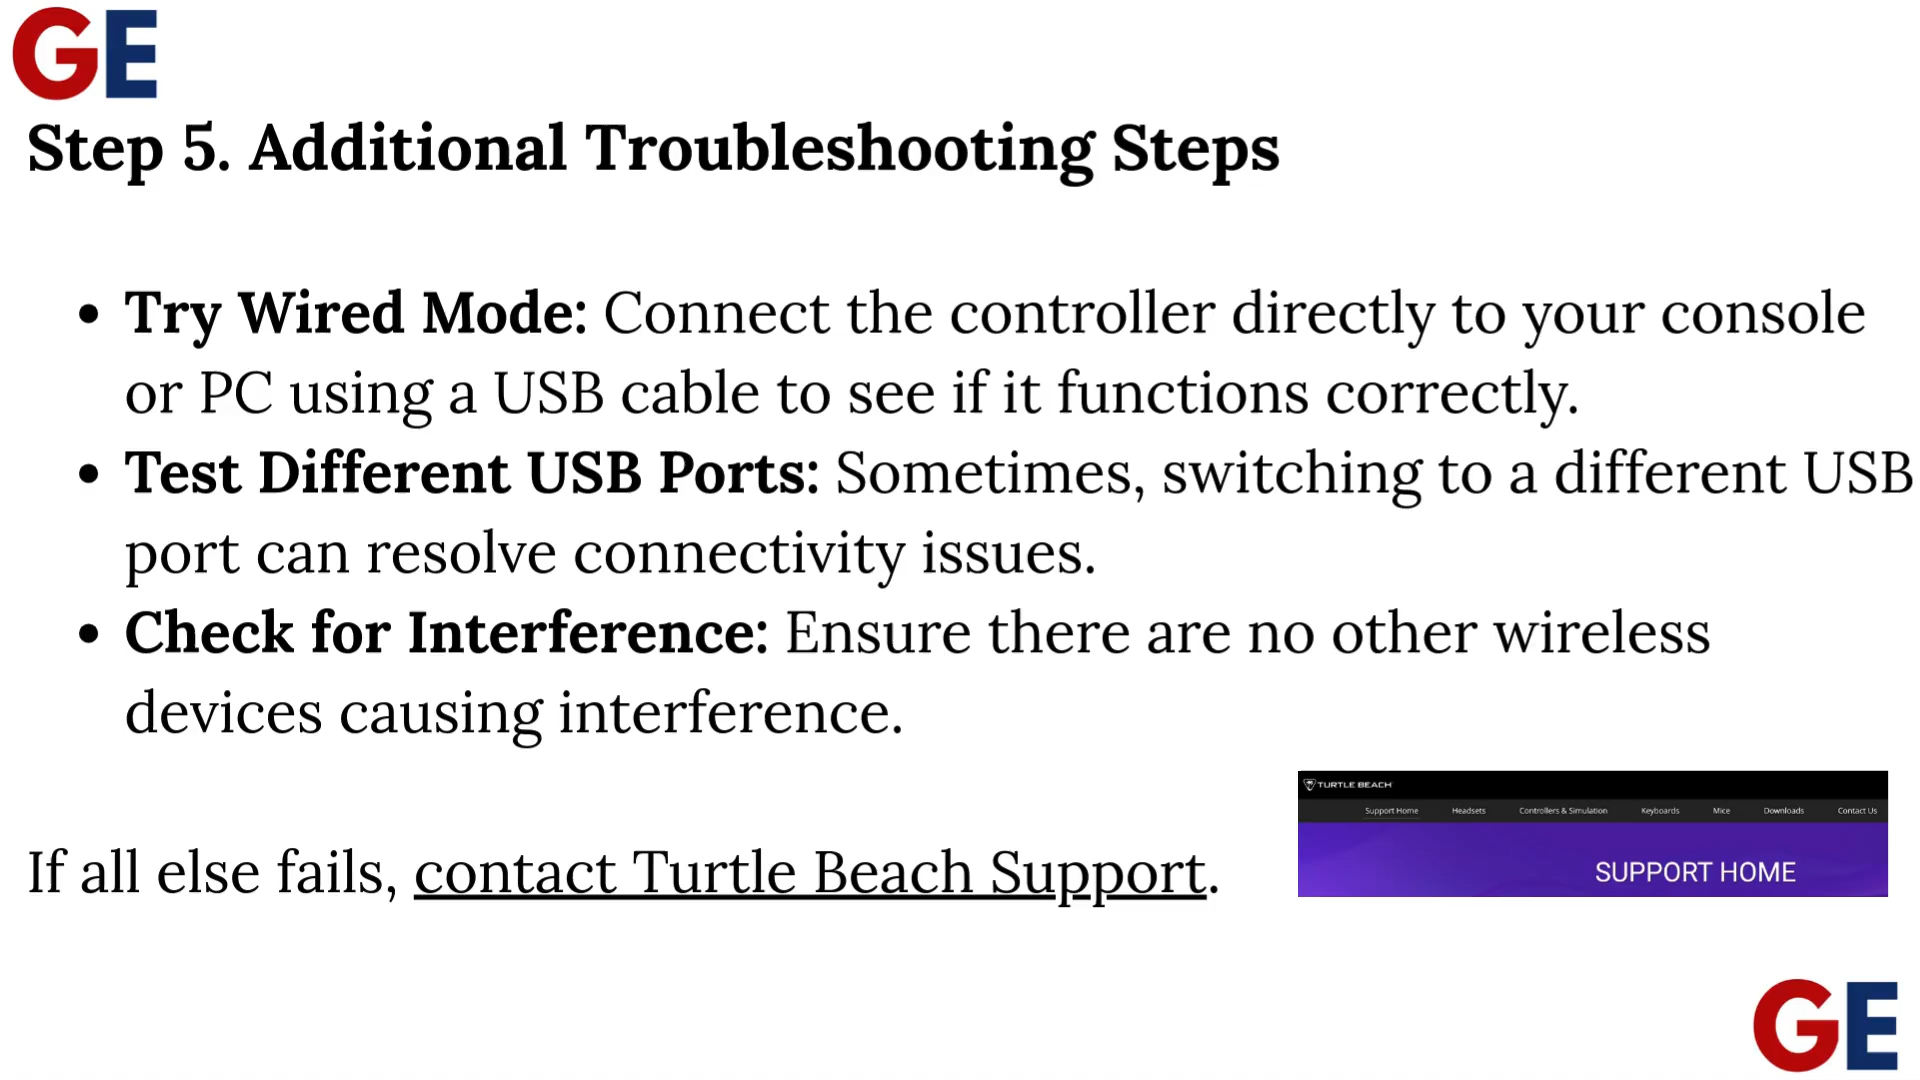 GE
Step 5. Additional Troubleshooting Steps
• Try Wired Mode: Connect the controller directly to your console
or PC using a USB cable to see if it functions correctly.
• Test Different USB Ports: Sometimes, switching to a different USB
port can resolve connectivity issues.
• Check for Interference: Ensure there are no other wireless
devices causing interference.
If all else fails, contact Turtle Beach Support.
TURTLE BEACH
Support Home Headsets Controllers & Simulation Keyboards Mice Downloads Contact Us
SUPPORT HOME
GE